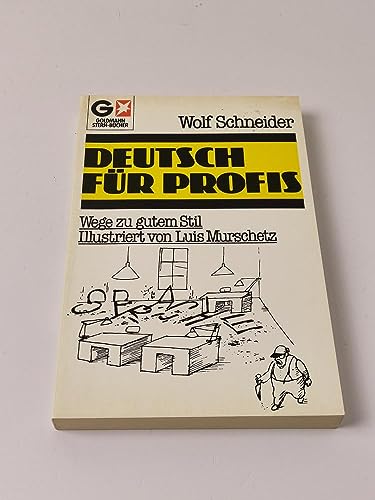 G
GOLDMANN
STERN-BÜCHER
Wolf Schneider
DEUTSCH
FÜR PROFIS
Wege zu gutem Stil
Illustriert von Luis Murschetz